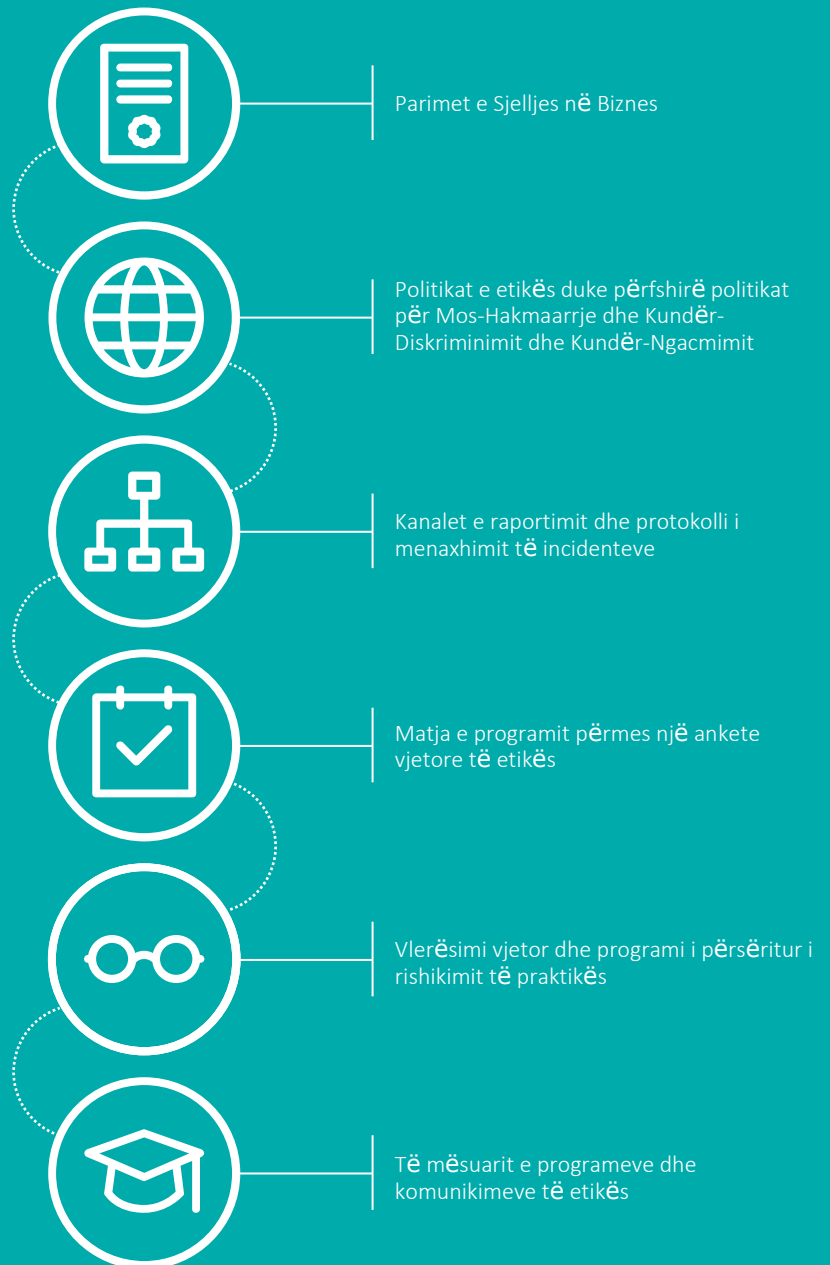 Parimet e Sjelljes në Biznes
Politikat e etikës duke përfshirë politikat
për Mos-Hakmaarrje dhe Kundër-
Diskriminimit dhe Kundër-Ngacmimit
Kanalet e raportimit dhe protokolli i
menaxhimit të incidenteve
Matja e programit përmes një ankete
vjetore të etikës
Vlerësimi vjetor dhe programi i përsëritur i
rishikimit të praktikës
Të mësuarit e programeve dhe
komunikimeve të etikës